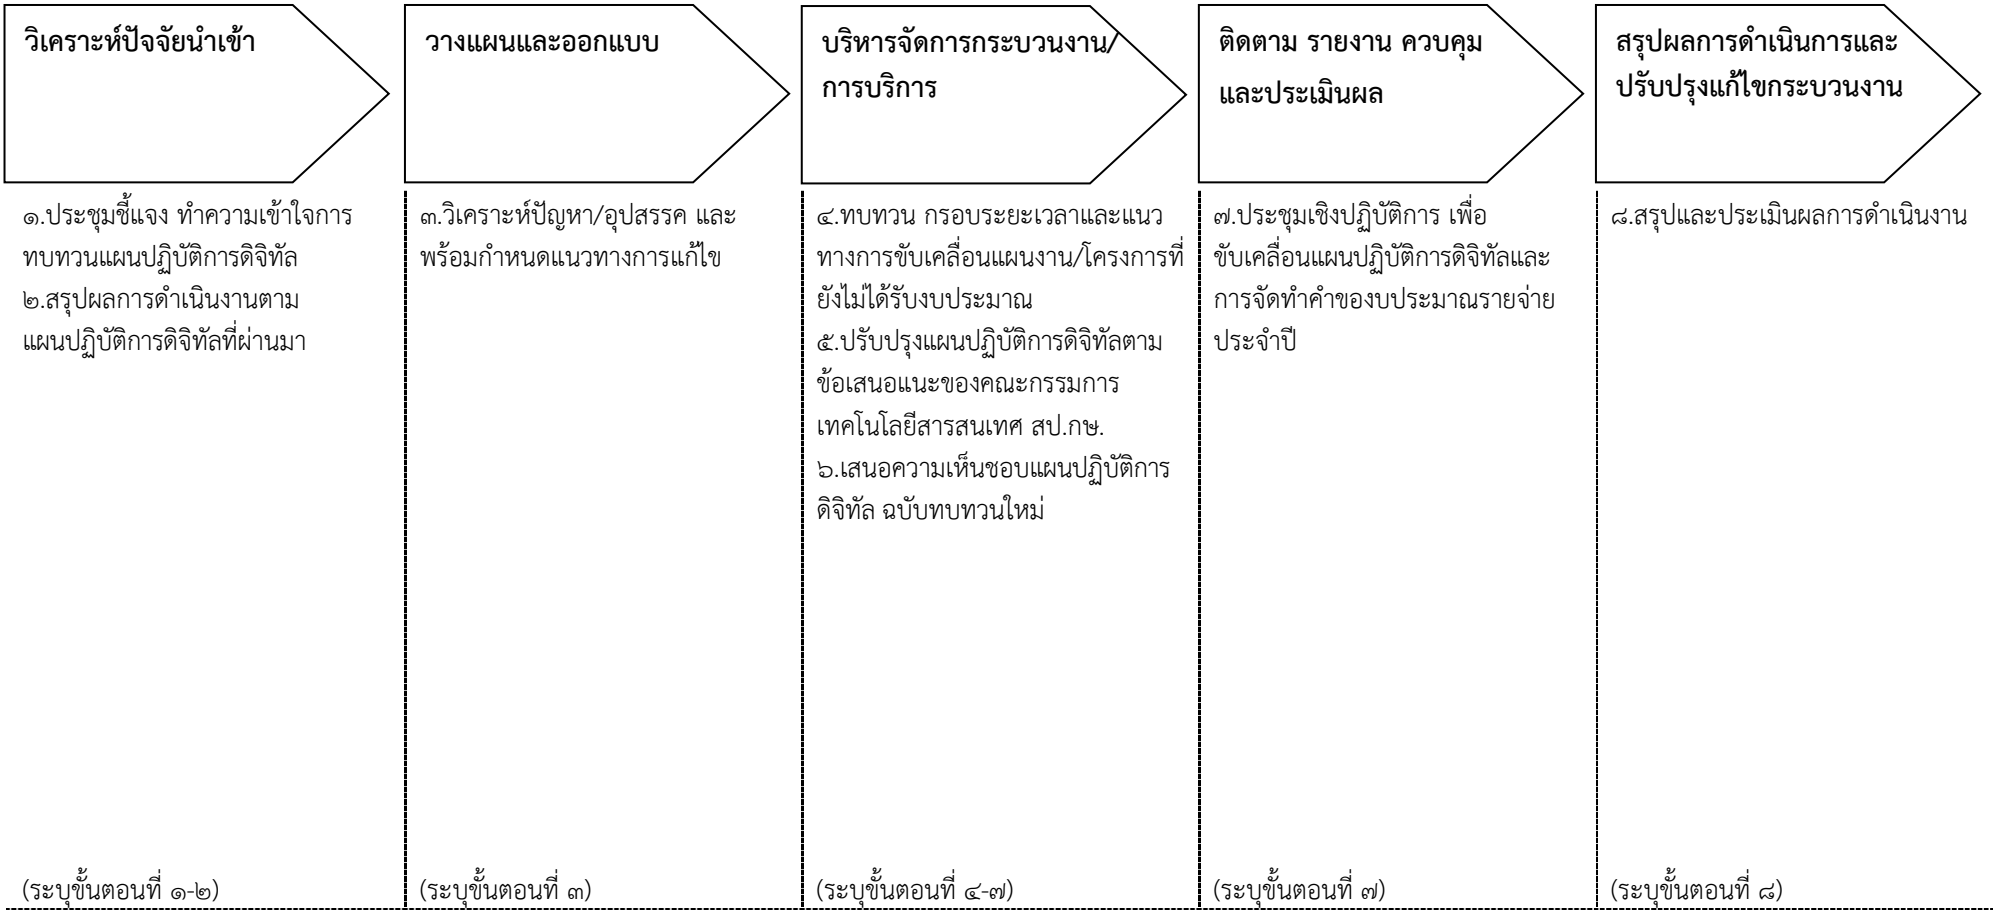 วิเคราะห์ปัจจัยนำเข้า
๑.ประชุมชี้แจง ทำความเข้าใจการ
ทบทวนแผนปฏิบัติการดิจิทัล
๒.สรุปผลการดำเนินงานตาม
แผนปฏิบัติการดิจิทัลที่ผ่านมา
(ระบุขั้นตอนที่ ๑-๒)
วางแผนและออกแบบ
๓.วิเคราะห์ปัญหา/อุปสรรค และ
พร้อมกำหนดแนวทางการแก้ไข
(ระบุขั้นตอนที่ ๓)
บริหารจัดการกระบวนงาน/
การบริการ
๔.ทบทวน กรอบระยะเวลาและแนว
ทางการขับเคลื่อนแผนงาน/โครงการที่
ยังไม่ได้รับงบประมาณ
๕.ปรับปรุงแผนปฏิบัติการดิจิทัลตาม
ข้อเสนอแนะของคณะกรรมการ
เทคโนโลยีสารสนเทศ สป.กษ.
๖.เสนอความเห็นชอบแผนปฏิบัติการ
ดิจิทัล ฉบับทบทวนใหม่
(ระบุขั้นตอนที่ ๔-๗)
ติดตาม รายงาน ควบคุม
และประเมินผล
๗.ประชุมเชิงปฏิบัติการ เพื่อ
ขับเคลื่อนแผนปฏิบัติการดิจิทัลและ
การจัดทำคำของบประมาณรายจ่าย
ประจำปี
(ระบุขั้นตอนที่ ๗)
สรุปผลการดำเนินการและ
ปรับปรุงแก้ไขกระบวนงาน
๘.สรุปและประเมินผลการดำเนินงาน
(ระบุขั้นตอนที่ ๘)